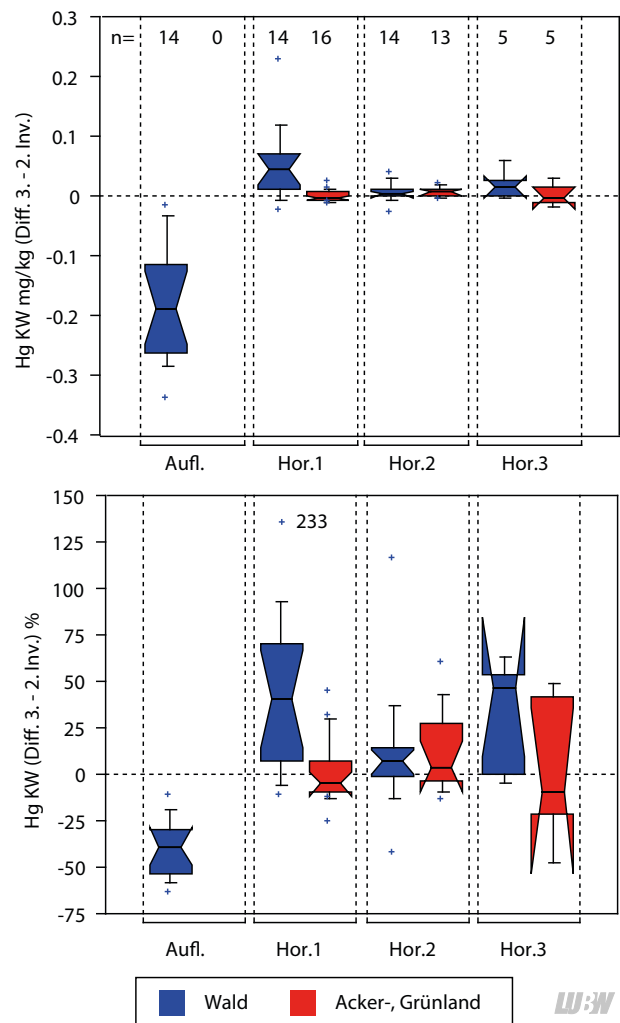 Hg KW mg/kg (Diff. 3. - 2. Inv.)
0.3
0.2
0.1
0
-0.1
-0.2
-0.3
-0.4
n= 14 0 14 16 14 13 5 5
Aufl. Hor.1 Hor.2 Hor.3
Hg KW (Diff. 3. - 2. Inv.) %
150
125
100
75
50
25
0
-25
-50
-75
233
Aufl. Hor.1 Hor.2 Hor.3
Wald Acker-, Grünland
LUBW